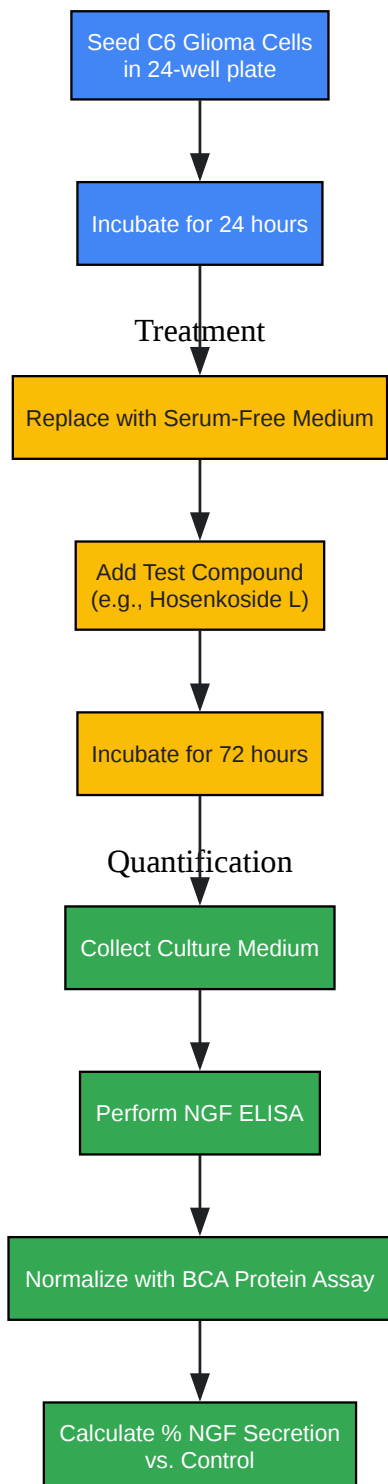 Seed C6 Glioma Cells
in 24-well plate
Incubate for 24 hours
Treatment
Replace with Serum-Free Medium
Add Test Compound
(e.g., Hosenkoside L)
Incubate for 72 hours
Quantification
Collect Culture Medium
Perform NGF ELISA
Normalize with BCA Protein Assay
Calculate % NGF Secretion
vs. Control